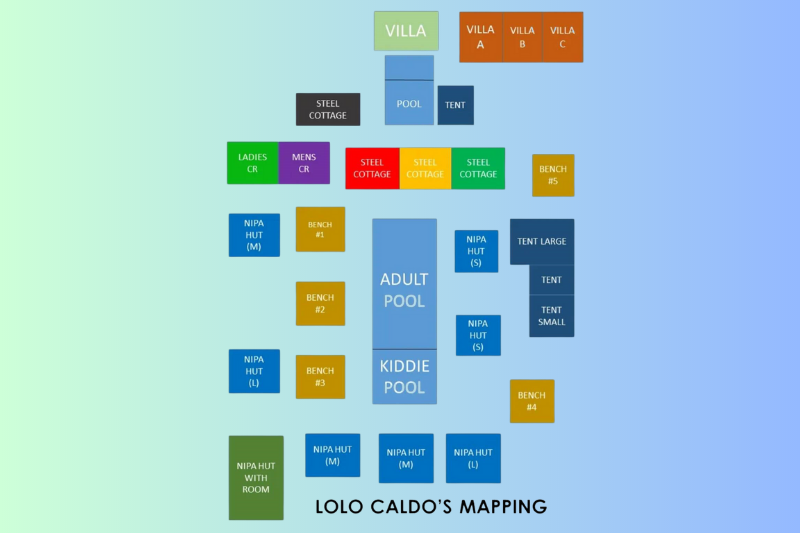 VILLA
VILLA
A
VILLA
B
VILLA
C
POOL
TENT
STEEL
COTTAGE
LADIES
CR
MENS
CR
STEEL
COTTAGE
STEEL
COTTAGE
STEEL
COTTAGE
BENCH
#5
NIPA
HUT
(M)
BENCH
#1
ADULT
POOL
NIPA
HUT
(S)
TENT LARGE
TENT
TENT
SMALL
BENCH
#2
NIPA
HUT
(S)
NIPA
HUT
(L)
BENCH
#3
KIDDIE
POOL
BENCH
#4
NIPA HUT
WITH
ROOM
NIPA HUT
(M)
NIPA HUT
(M)
NIPA HUT
(L)
LOLO CALDO'S MAPPING